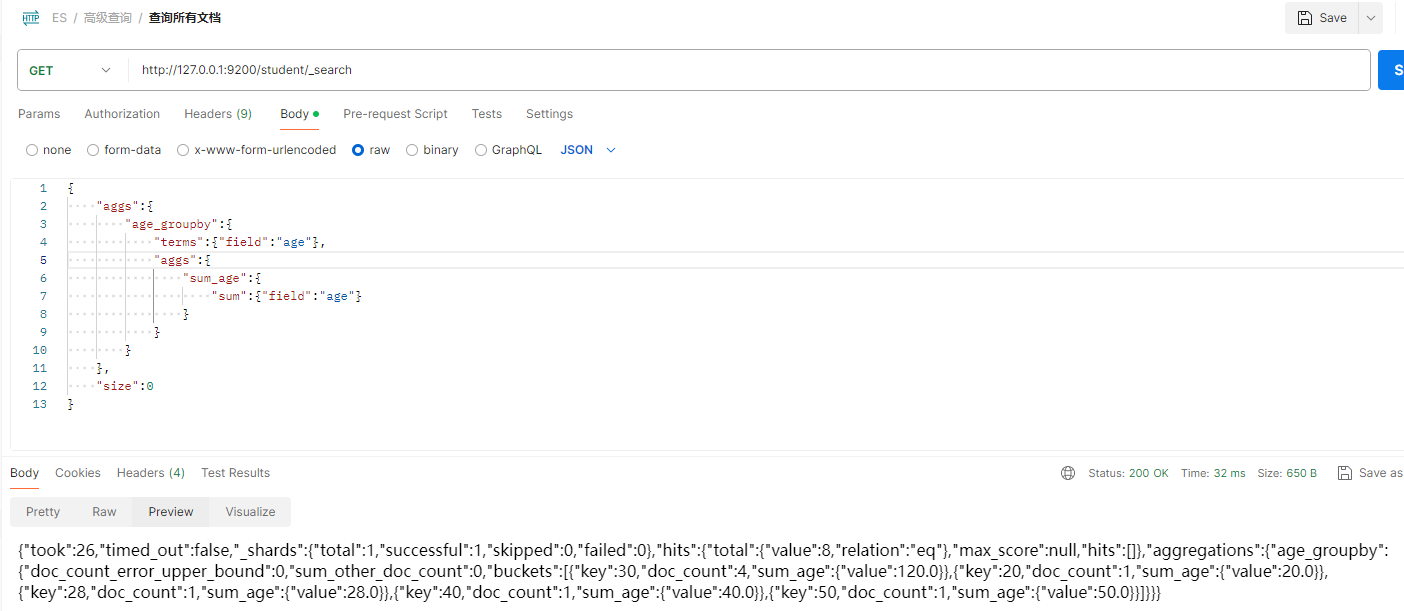 HTTP ES / 高级查询 / 查询所有文档 Save
GET http://127.0.0.1:9200/student/_search S
Params Authorization Headers (9) Body Pre-request Script Tests Settings
none form-data x-www-form-urlencoded raw binary GraphQL JSON
1 {
2 "aggs":{
3 "age_groupby":{
4 "terms":{"field":"age"},
5 "aggs":{
6 "sum_age":{
7 "sum":{"field":"age"}
8 }
9 }
10 }
11 },
12 "size":0
13 }
Body Cookies Headers (4) Test Results Status: 200 OK Time: 32 ms Size: 650 B Save as
Pretty Raw Preview Visualize
{"took":26,"timed_out":false,"_shards":{"total":1,"successful":1,"skipped":0,"failed":0},"hits":{"total":{"value":8,"relation":"eq"},"max_score":null,"hits":[]},"aggregations":{"age_groupby":
{"doc_count_error_upper_bound":0,"sum_other_doc_count":0,"buckets":[{"key":30,"doc_count":4,"sum_age":{"value":120.0}},{"key":20,"doc_count":1,"sum_age":{"value":20.0}},
{"key":28,"doc_count":1,"sum_age":{"value":28.0}},{"key":40,"doc_count":1,"sum_age":{"value":40.0}},{"key":50,"doc_count":1,"sum_age":{"value":50.0}}]}}}